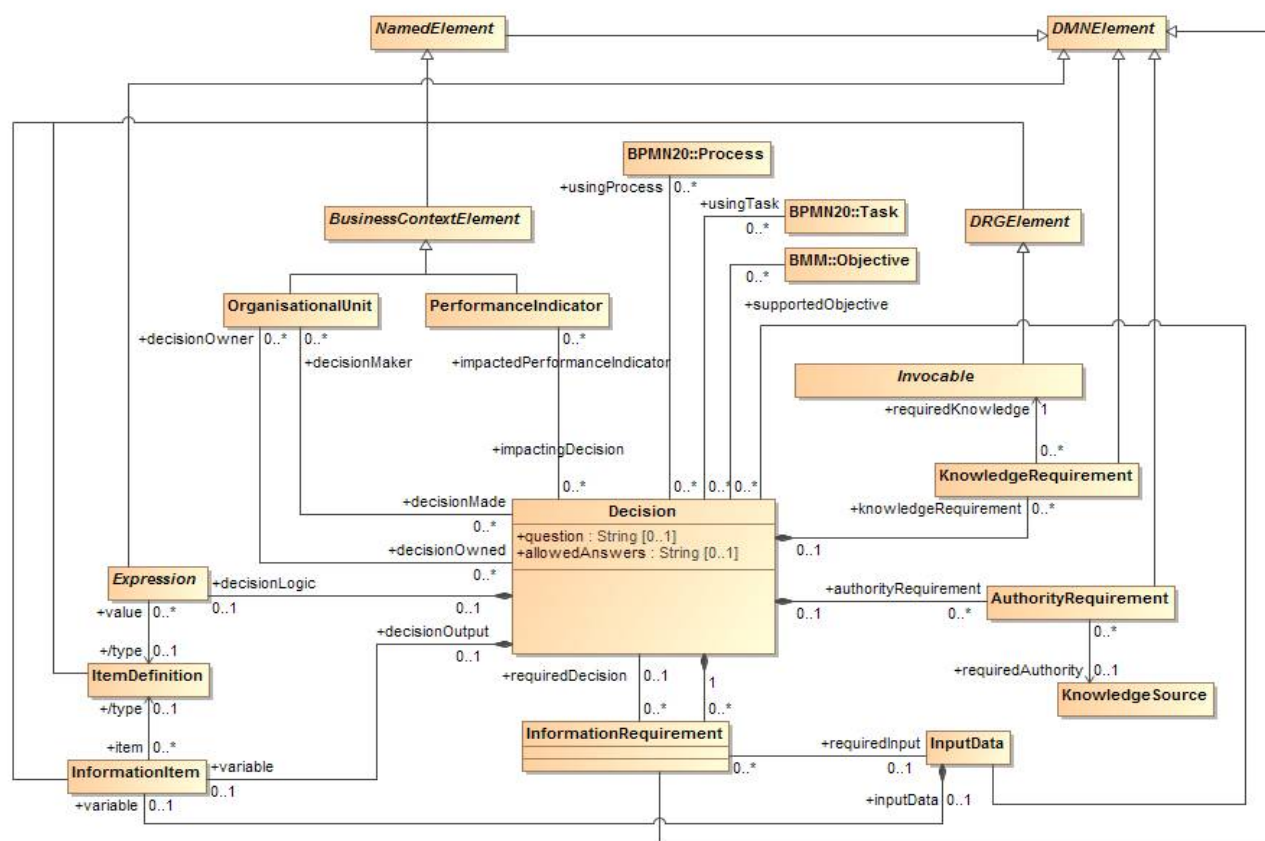 NamedElement
DMNElement
BPMN20::Process
+usingProcess
0..*
+usingTask
BPMN20::Task
0..*
BusinessContextElement
DRGElement
BMM::Objective
0..*
+supportedObjective
OrganisationalUnit
PerformanceIndicator
+decisionOwner
0..*
0..*
0..*
+decisionMaker
+impactedPerformanceIndicator
Invocable
+requiredKnowledge
1
+impactingDecision
0..*
KnowledgeRequirement
0..*
0..*
0..*
0..*
+decisionMade
0..*
Decision
+knowledgeRequirement
0..*
+question : String [0..1]
+allowedAnswers : String [0..1]
0..1
+decisionOwned
0..*
Expression
+decisionLogic
0..1
0..1
+authorityRequirement
0..1
0..*
AuthorityRequirement
+value
0..*
+decisionOutput
0..1
0..*
+/type
0..1
ItemDefinition
+requiredDecision
0..1
1
+requiredAuthority
0..1
KnowledgeSource
+/type
0..1
0..*
0..*
InformationRequirement
+item
0..*
+requiredInput
InputData
InformationItem
+variable
0..1
0..*
0..1
+variable
0..1
+inputData
0..1